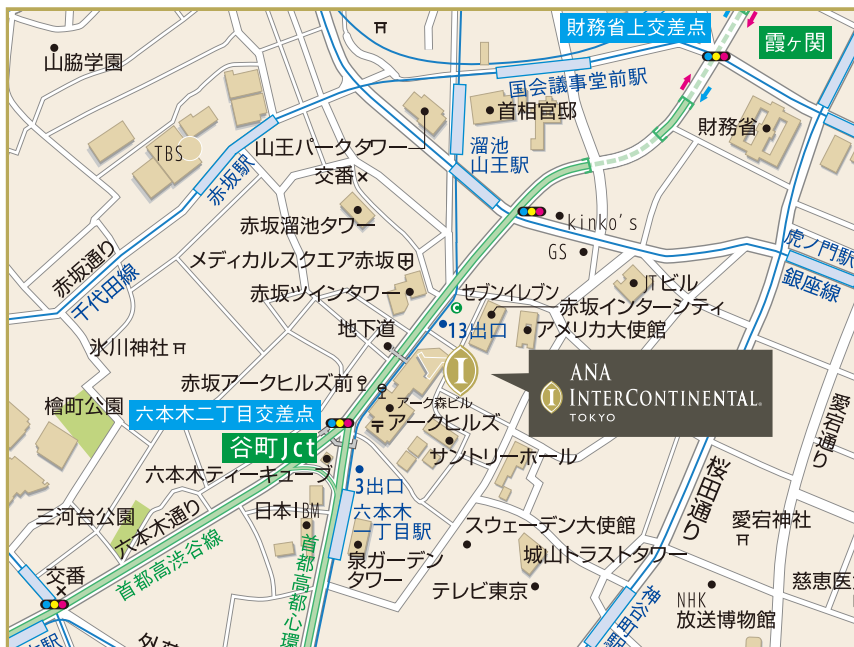 財務省上交差点
霞ヶ関
山脇学園
国会議事堂前駅
首相官邸
財務省
TBS
山王パークタワー
溜池
山王駅
交番
赤坂駅
赤坂溜池タワー
kinko's
GS
虎ノ門駅
銀座線
赤坂通り
千代田線
メディカルスクエア赤坂
赤坂ツインタワー
セブンイレブン
JTビル
赤坂インターシティ
13出口
アメリカ大使館
地下道
氷川神社
ANA
INTERCONTINENTAL®
TOKYO
赤坂アークヒルズ前
アーク森ビル
アークヒルズ
檜町公園
六本木二丁目交差点
谷町Jct
サントリーホール
愛宕通り
桜田通り
六本木ティーキューブ
3出口
六本木
一丁目駅
日本IBM
三河台公園
六本木通り
首都高渋谷線
スウェーデン大使館
愛宕神社
城山トラストタワー
泉ガーデン
タワー
首都高都心環
テレビ東京
交番
神谷町駅
NHK
放送博物館
慈恵医